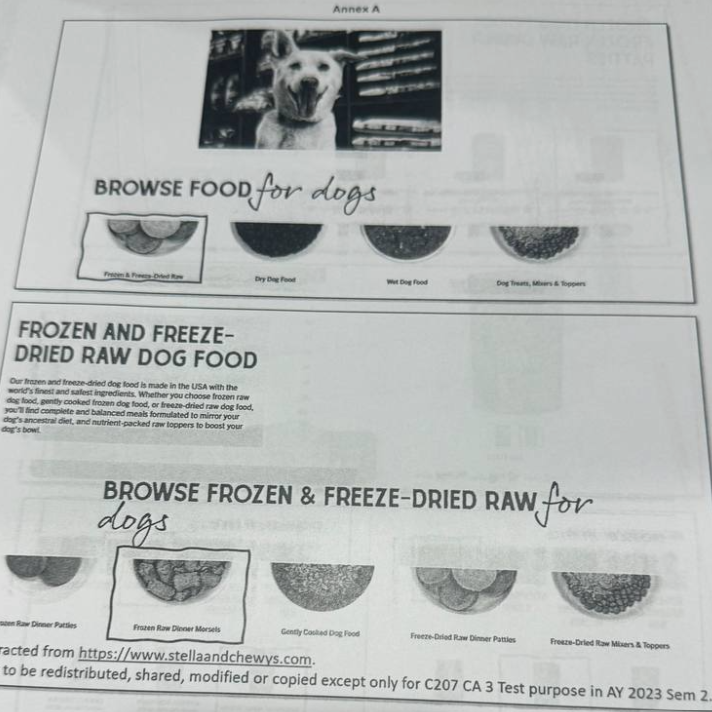 Annex A
BROWSE FOOD for dogs
Frozen & Freeze-Dried Raw
Dry Dog Food
Wet Dog Food
Dog Treats, Mixers & Toppers
FROZEN AND FREEZE-
DRIED RAW DOG FOOD
Our frozen and freeze-dried dog food is made in the USA with the
world's finest and safest ingredients. Whether you choose frozen raw
dog food, gently cooked frozen dog food, or freeze-dried raw dog food,
you'll find complete and balanced meals formulated to mirror your
dog's ancestral diet, and nutrient-packed raw toppers to boost your
dog's bowl.
BROWSE FROZEN & FREEZE-DRIED RAW for
dogs
ozen Raw Dinner Patties
Frozen Raw Dinner Morsels
Gently Cooked Dog Food
Freeze-Dried Raw Dinner Patties
Freeze-Dried Raw Mixers & Toppers
racted from https://www.stellaandchewys.com.
to be redistributed, shared, modified or copied except only for C207 CA 3 Test purpose in AY 2023 Sem 2.